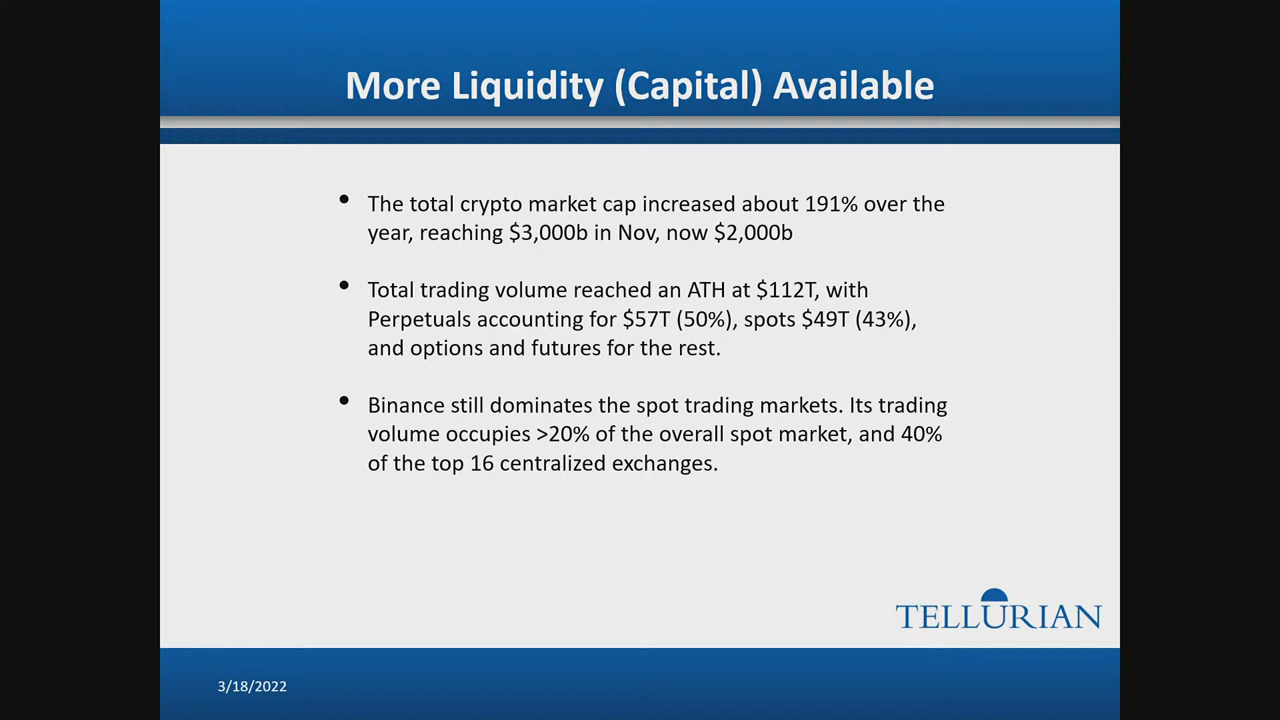 More Liquidity (Capital) Available
• The total crypto market cap increased about 191% over the
year, reaching $3,000b in Nov, now $2,000b
• Total trading volume reached an ATH at $112T, with
Perpetuals accounting for $57T (50%), spots $49T (43%),
and options and futures for the rest.
• Binance still dominates the spot trading markets. Its trading
volume occupies >20% of the overall spot market, and 40%
of the top 16 centralized exchanges.
TELLURIAN
3/18/2022